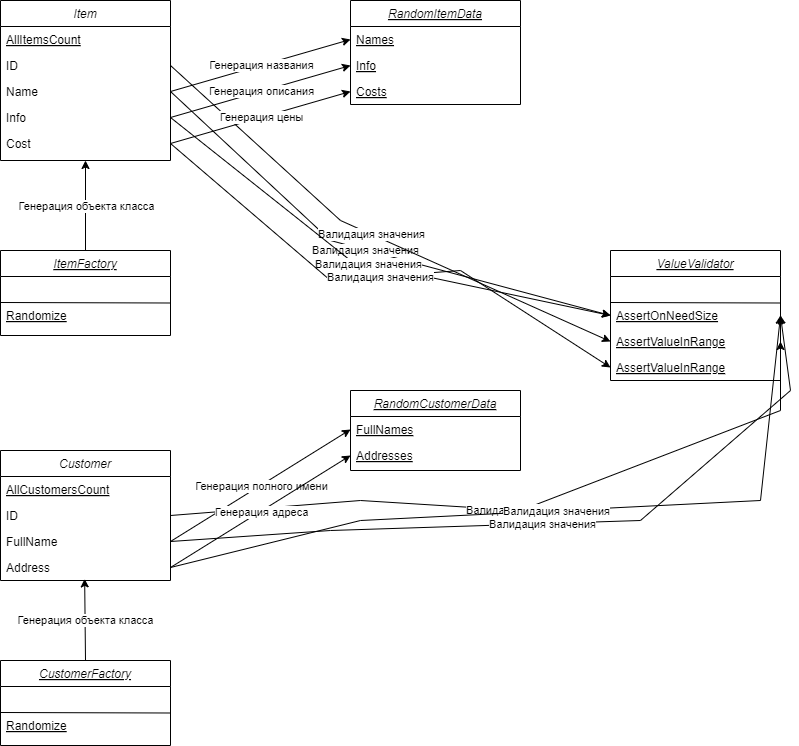 Item
AllItemsCount
ID
Name
Info
Cost
RandomItemData
Names
Info
Costs
Генерация названия
Генерация описания
Генерация цены
Генерация объекта класса
ItemFactory
Randomize
Валидация значения
Валидация значения
Валидация значения
Валидация значения
ValueValidator
AssertOnNeedSize
AssertValueInRange
AssertValueInRange
RandomCustomerData
FullNames
Addresses
Customer
AllCustomersCount
ID
FullName
Address
Генерация полного имени
Генерация адреса
Валида
Валидация значения
Валидация значения
Генерация объекта класса
CustomerFactory
Randomize